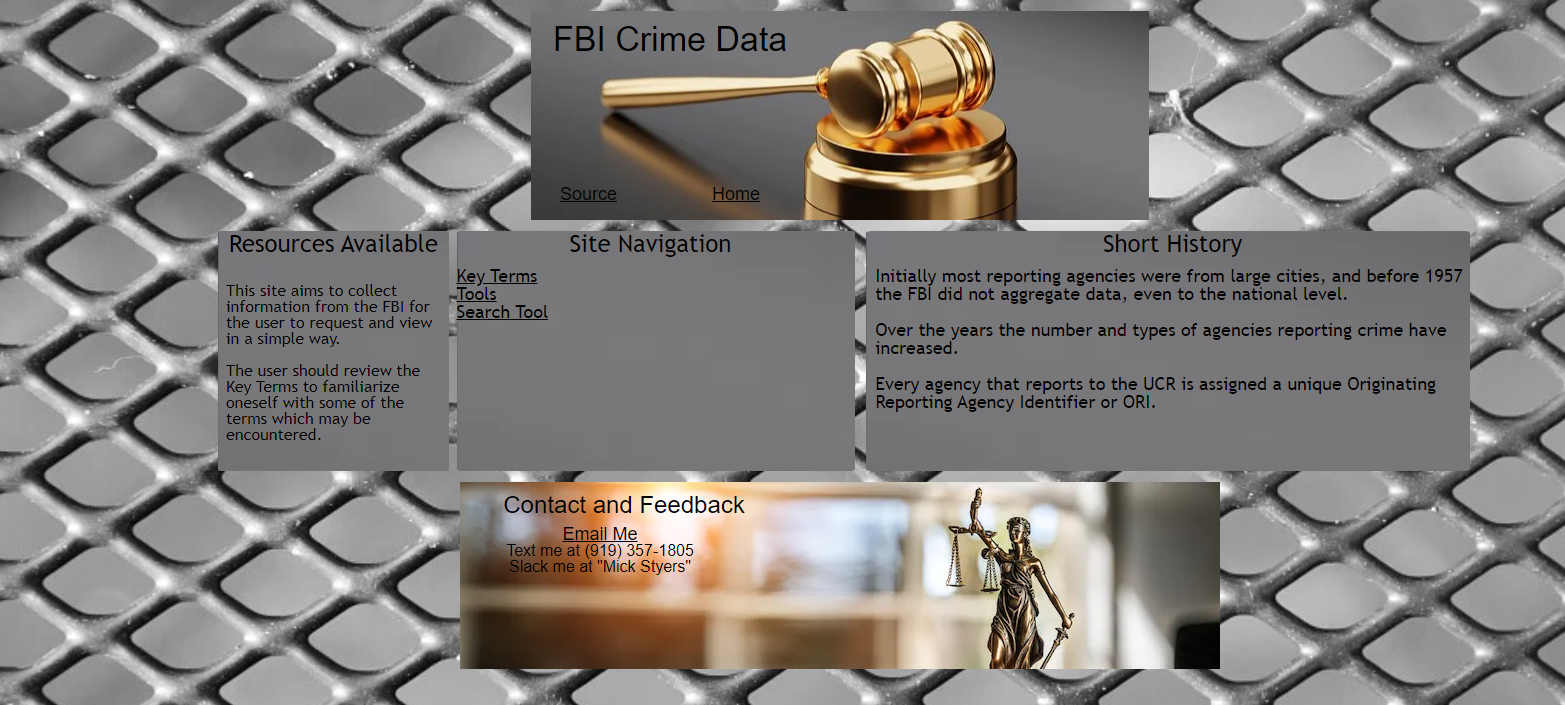 FBI Crime Data
Source
Home
Resources Available
This site aims to collect
information from the FBI for
the user to request and view
in a simple way.
The user should review the
Key Terms to familiarize
oneself with some of the
terms which may be
encountered.
Site Navigation
Key Terms
Tools
Search Tool
Short History
Initially most reporting agencies were from large cities, and before 1957
the FBI did not aggregate data, even to the national level.
Over the years the number and types of agencies reporting crime have
increased.
Every agency that reports to the UCR is assigned a unique Originating
Reporting Agency Identifier or ORI.
Contact and Feedback
Email Me
Text me at (919) 357-1805
Slack me at "Mick Styers"